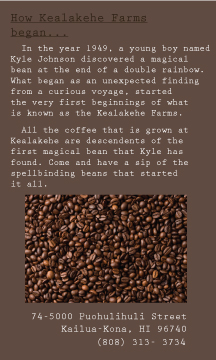 How Kealakehe Farms
began...
In the year 1949, a young boy named
Kyle Johnson discovered a magical
bean at the end of a double rainbow.
What began as an unexpected finding
from a curious voyage, started
the very first beginnings of what
is known as the Kealakehe Farms.
All the coffee that is grown at
Kealakehe are descendents of the
first magical bean that Kyle has
found. Come and have a sip of the
spellbinding beans that started
it all.
74-5000 Puohulihuli Street
Kailua-Kona, HI 96740
(808) 313- 3734